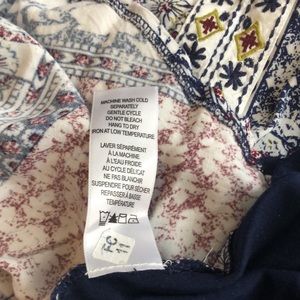 MACHINE WASH COLD
SEPARATELY
GENTLE CYCLE
DO NOT BLEACH
HANG TO DRY
IRON AT LOW TEMPERATURE
LAVER SÉPARÉMENT
À LA MACHINE
À L'EAU FROIDE
AU CYCLE DÉLICAT
NE PAS BLANCHIR
SUSPENDRE POUR SÉCHER
REPASSER À BASSE
TEMPÉRATURE
11